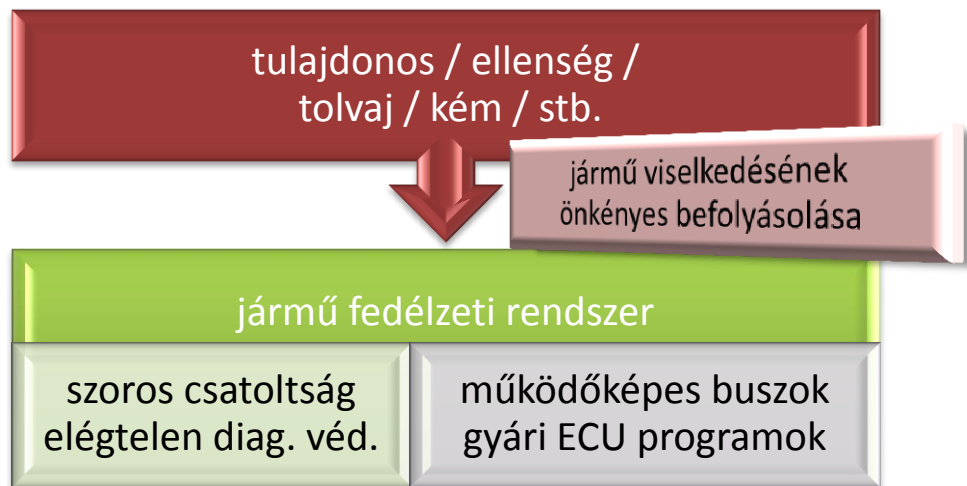 tulajdonos / ellenség /
tolvaj / kém / stb.
jármű viselkedésének
önkényes befolyásolása
jármű fedélzeti rendszer
szoros csatoltság
elégtelen diag. véd.
működőképes buszok
gyári ECU programok